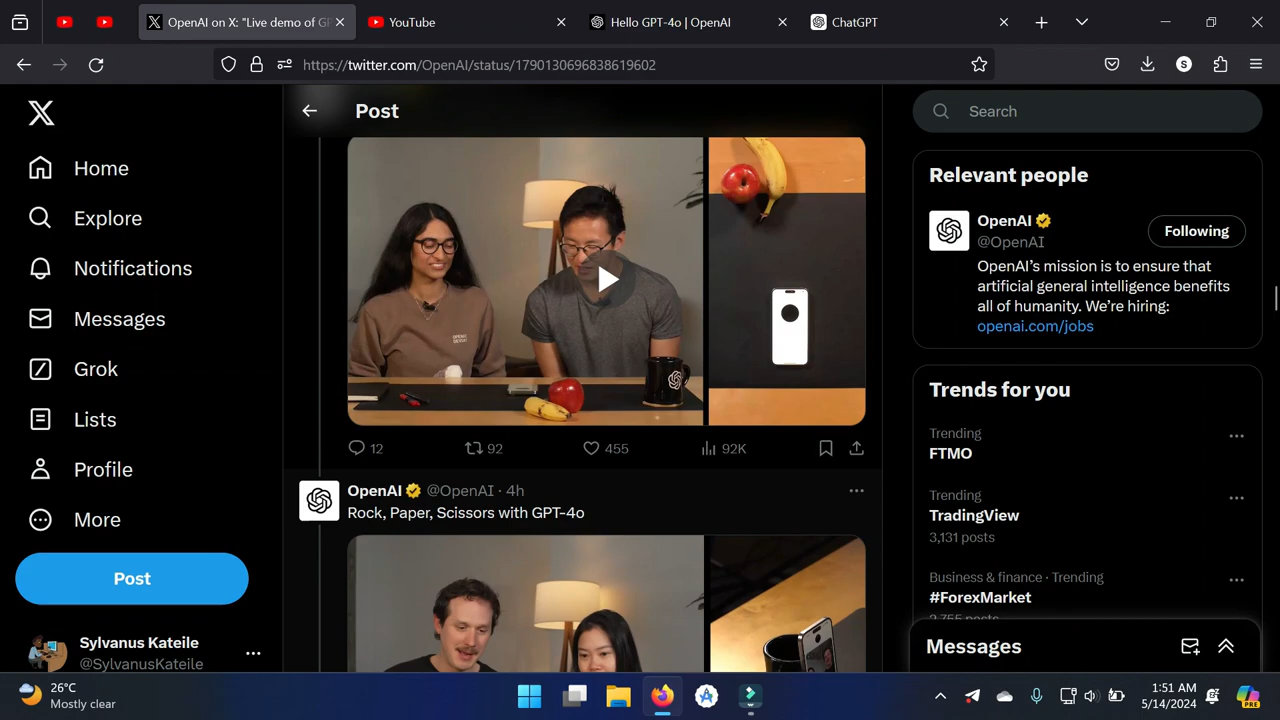 OpenAI on X: "Live demo of GP
YouTube
Hello GPT-4o | OpenAI
ChatGPT
https://twitter.com/OpenAI/status/1790130696838619602
S
Home
Explore
Notifications
Messages
Grok
Lists
Profile
More
Post
Sylvanus Kateile
@SylvanusKateile
Post
12
92
455
92K
OpenAI @OpenAI · 4h
Rock, Paper, Scissors with GPT-4o
Search
Relevant people
OpenAI
@OpenAI
Following
OpenAI’s mission is to ensure that
artificial general intelligence benefits
all of humanity. We’re hiring:
openai.com/jobs
Trends for you
Trending
FTMO
Trending
TradingView
3,131 posts
Business & finance · Trending
#ForexMarket
Messages
26°C
Mostly clear
1:51 AM
5/14/2024
PRE